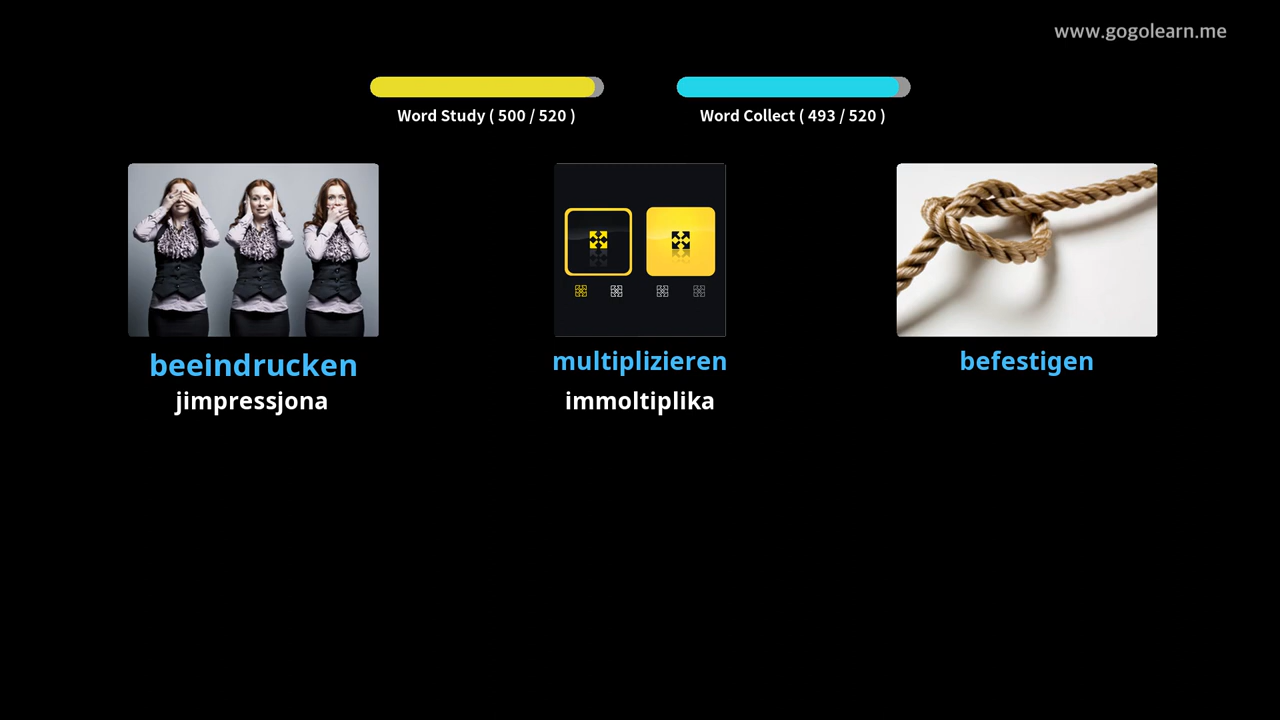 www.gogolearn.me
Word Study ( 500 / 520 )
Word Collect ( 493 / 520 )
beeindrucken
multiplizieren
befestigen
jimpressjona
immoltiplika